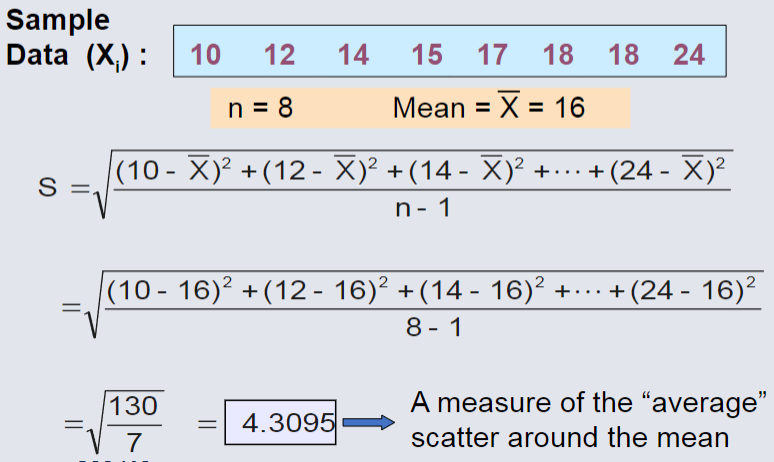 Sample
Data (Xᵢ) : 10 12 14 15 17 18 18 24
n = 8 Mean = X̅ = 16
S = √((10 - X̅)² + (12 - X̅)² + (14 - X̅)² + ··· + (24 - X̅)² / n - 1)
= √((10 - 16)² + (12 - 16)² + (14 - 16)² + ··· + (24 - 16)² / 8 - 1)
= √(130 / 7) = 4.3095 A measure of the “average”
scatter around the mean